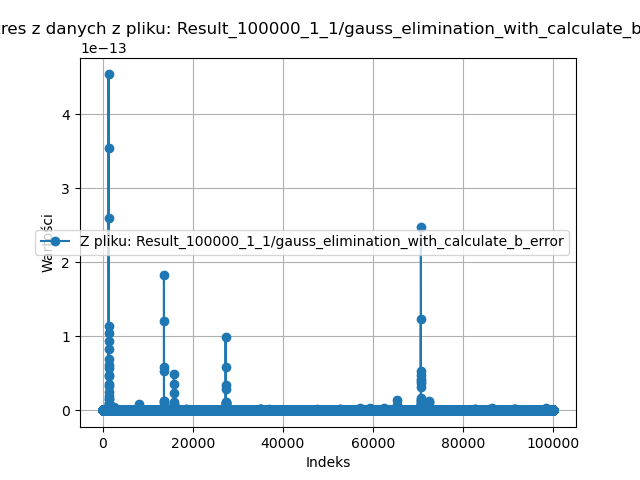 res z danych z pliku: Result_100000_1_1/gauss_elimination_with_calculate_b
1e−13
4
3
2
1
0
Wartości
Z pliku: Result_100000_1_1/gauss_elimination_with_calculate_b_error
0
20000
40000
60000
80000
100000
Indeks